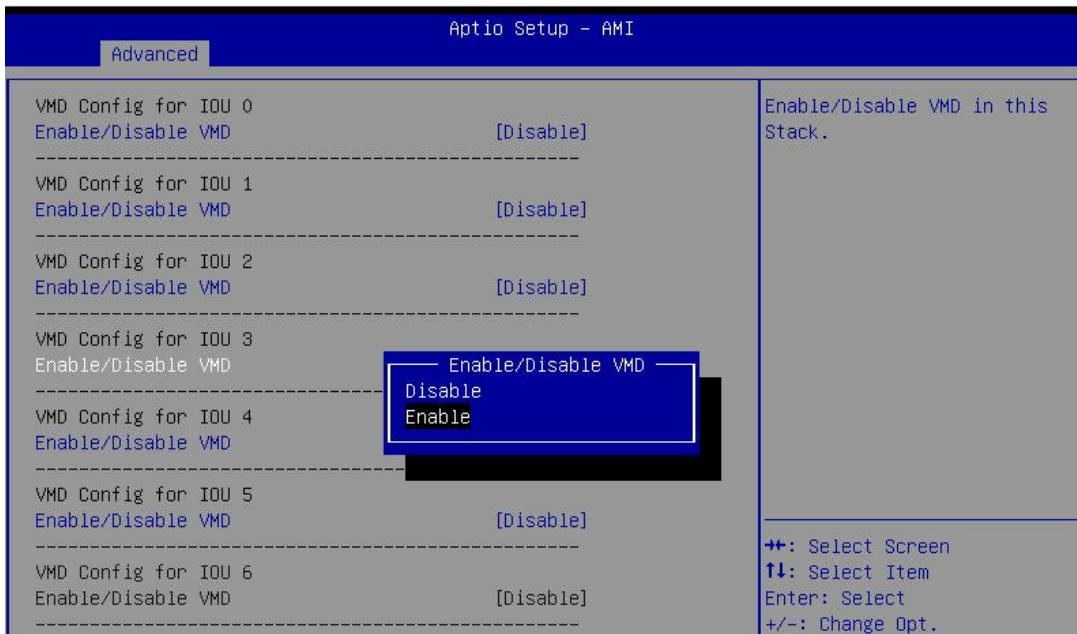 Aptio Setup – AMI
Advanced
VMD Config for IOU 0
Enable/Disable VMD [Disable]
VMD Config for IOU 1
Enable/Disable VMD [Disable]
VMD Config for IOU 2
Enable/Disable VMD [Disable]
VMD Config for IOU 3
Enable/Disable VMD
VMD Config for IOU 4
Enable/Disable VMD
VMD Config for IOU 5
Enable/Disable VMD [Disable]
VMD Config for IOU 6
Enable/Disable VMD [Disable]
Enable/Disable VMD
Disable
Enable
Enable/Disable VMD in this
Stack.
→←: Select Screen
↑↓: Select Item
Enter: Select
+/-: Change Opt.